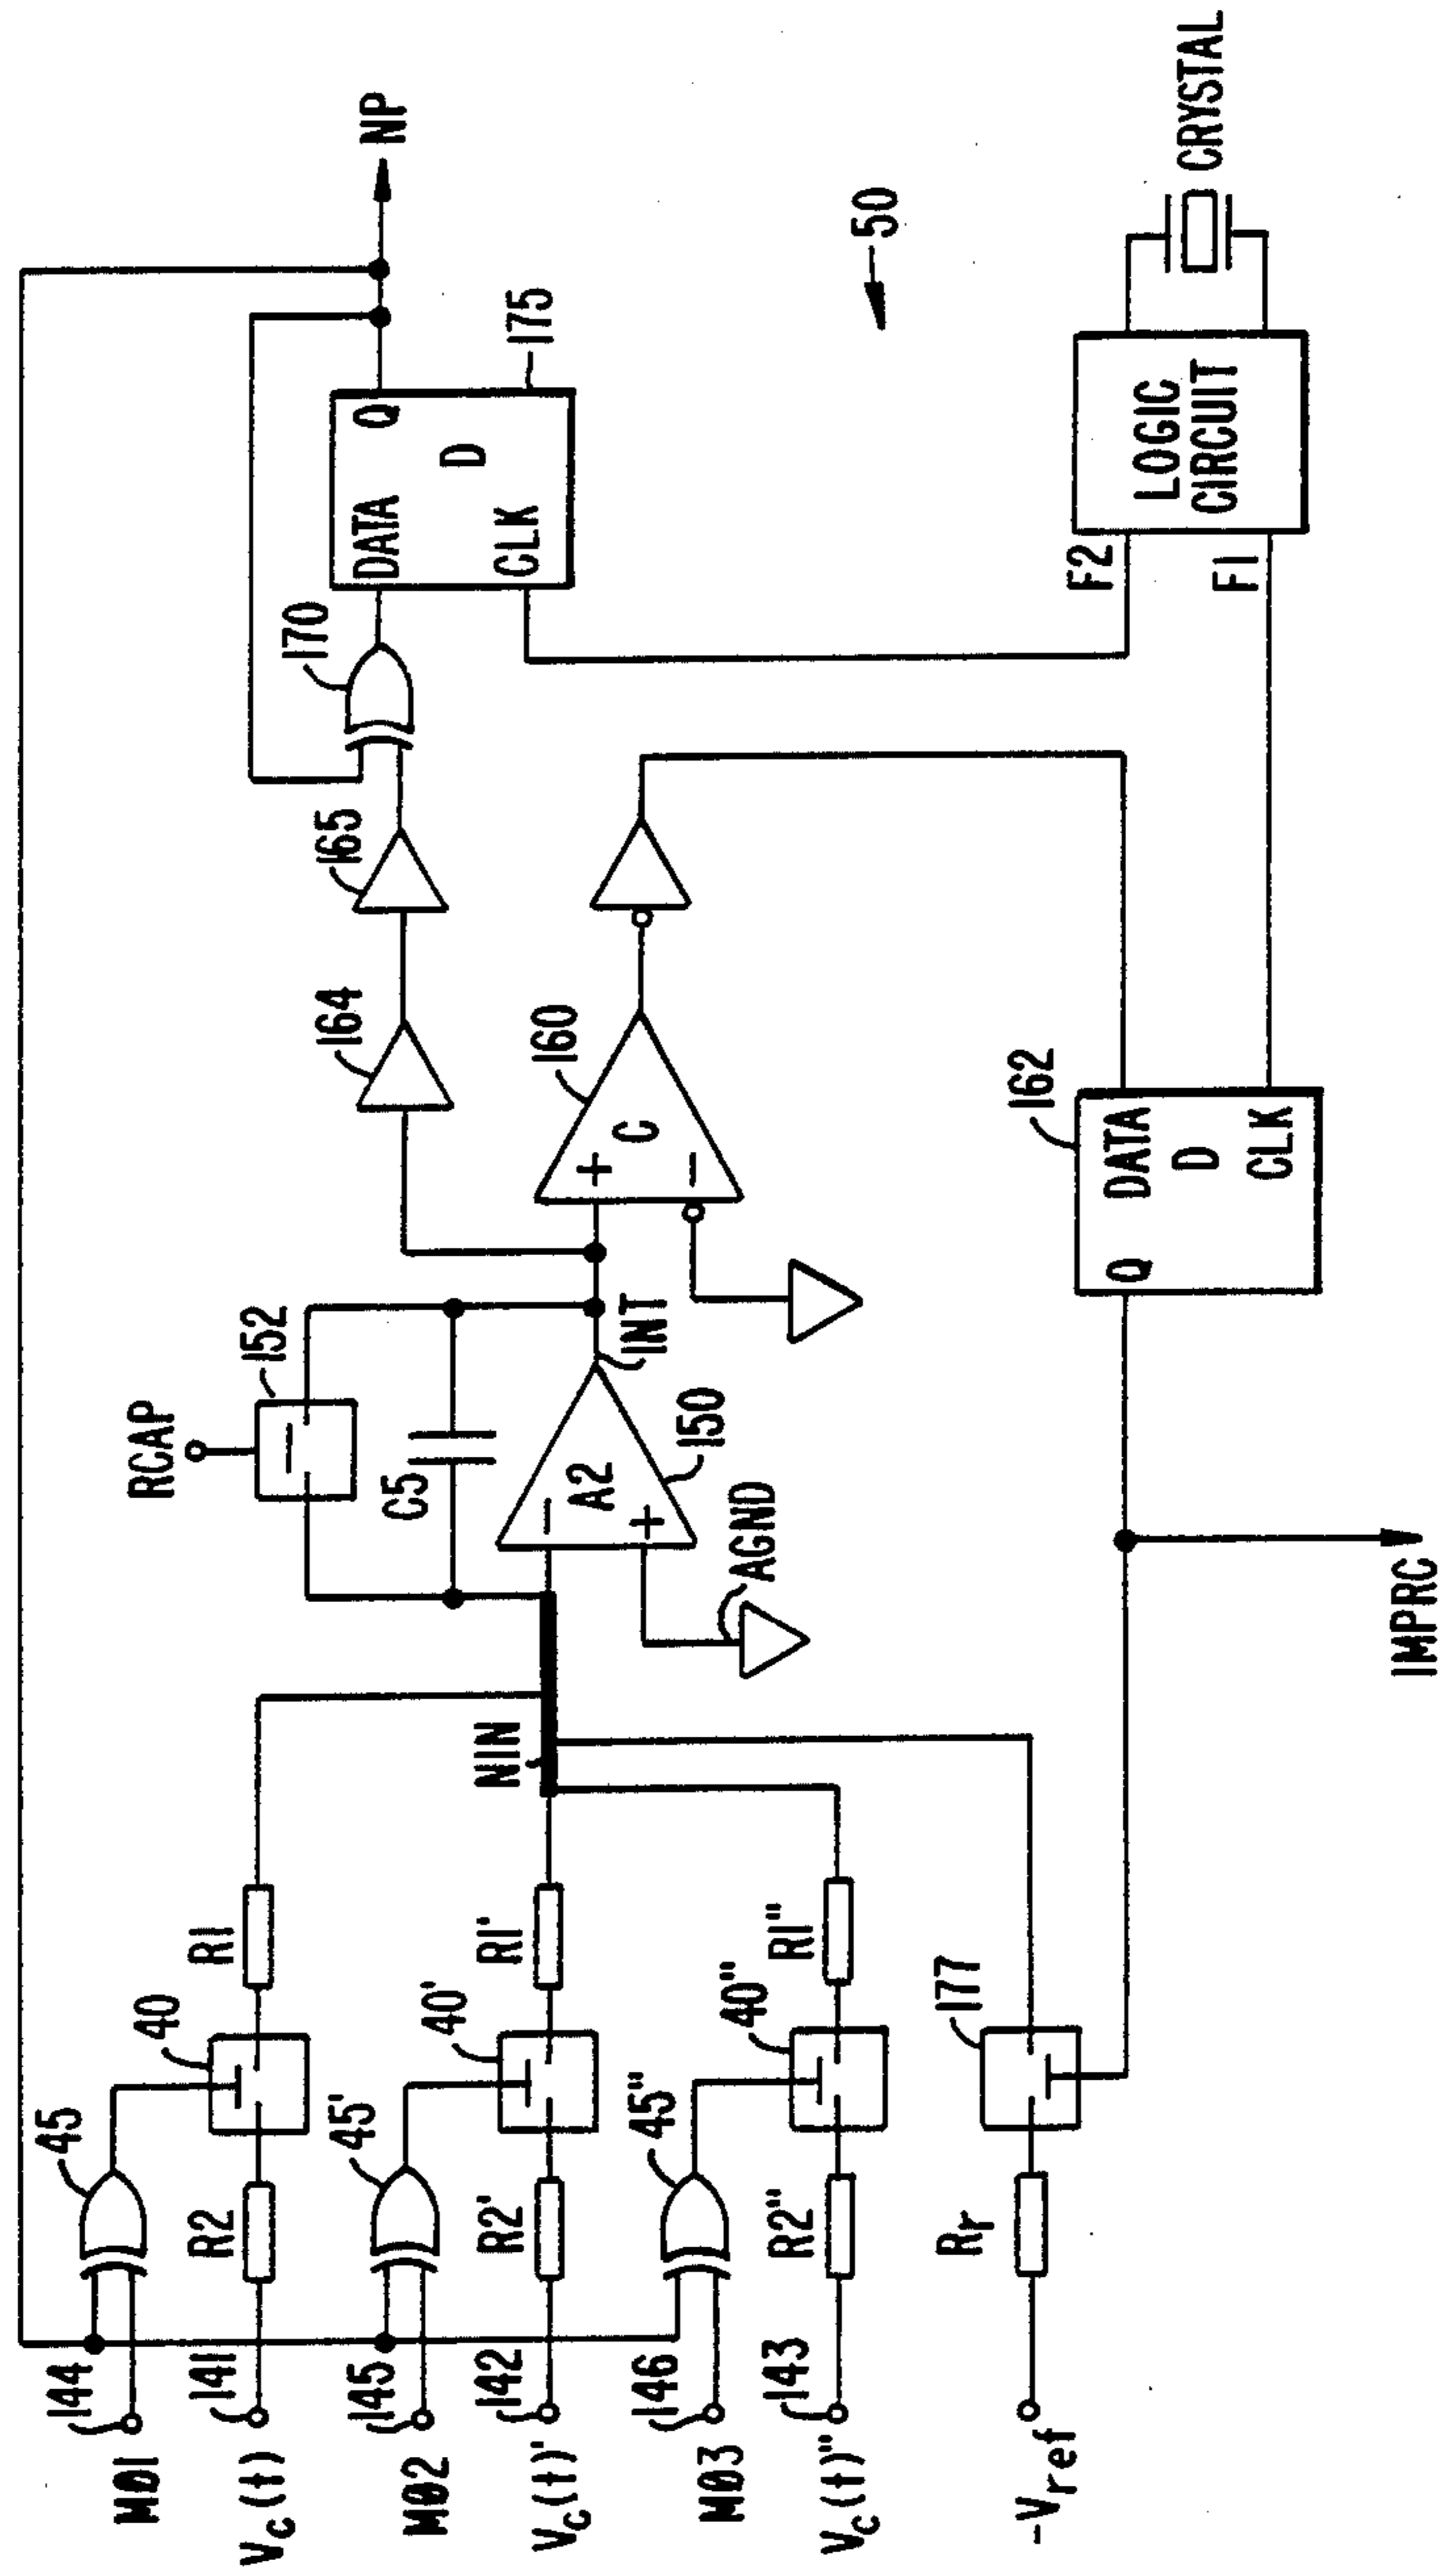 MØ1
144
45
Vc(t)
141
R2
40
R1
MØ2
145
45'
Vc(t)'
142
R2'
40'
R1'
MØ3
146
45"
Vc(t)"
143
R2"
40"
R1"
-Vref
Rr
177
NIN
RCAP
152
C5
A2
-
+
150
AGND
INT
164
165
170
160
C
+
-
DATA
Q
D
CLK
175
NP
50
162
Q
DATA
D
CLK
IMPRC
F2
F1
LOGIC
CIRCUIT
CRYSTAL